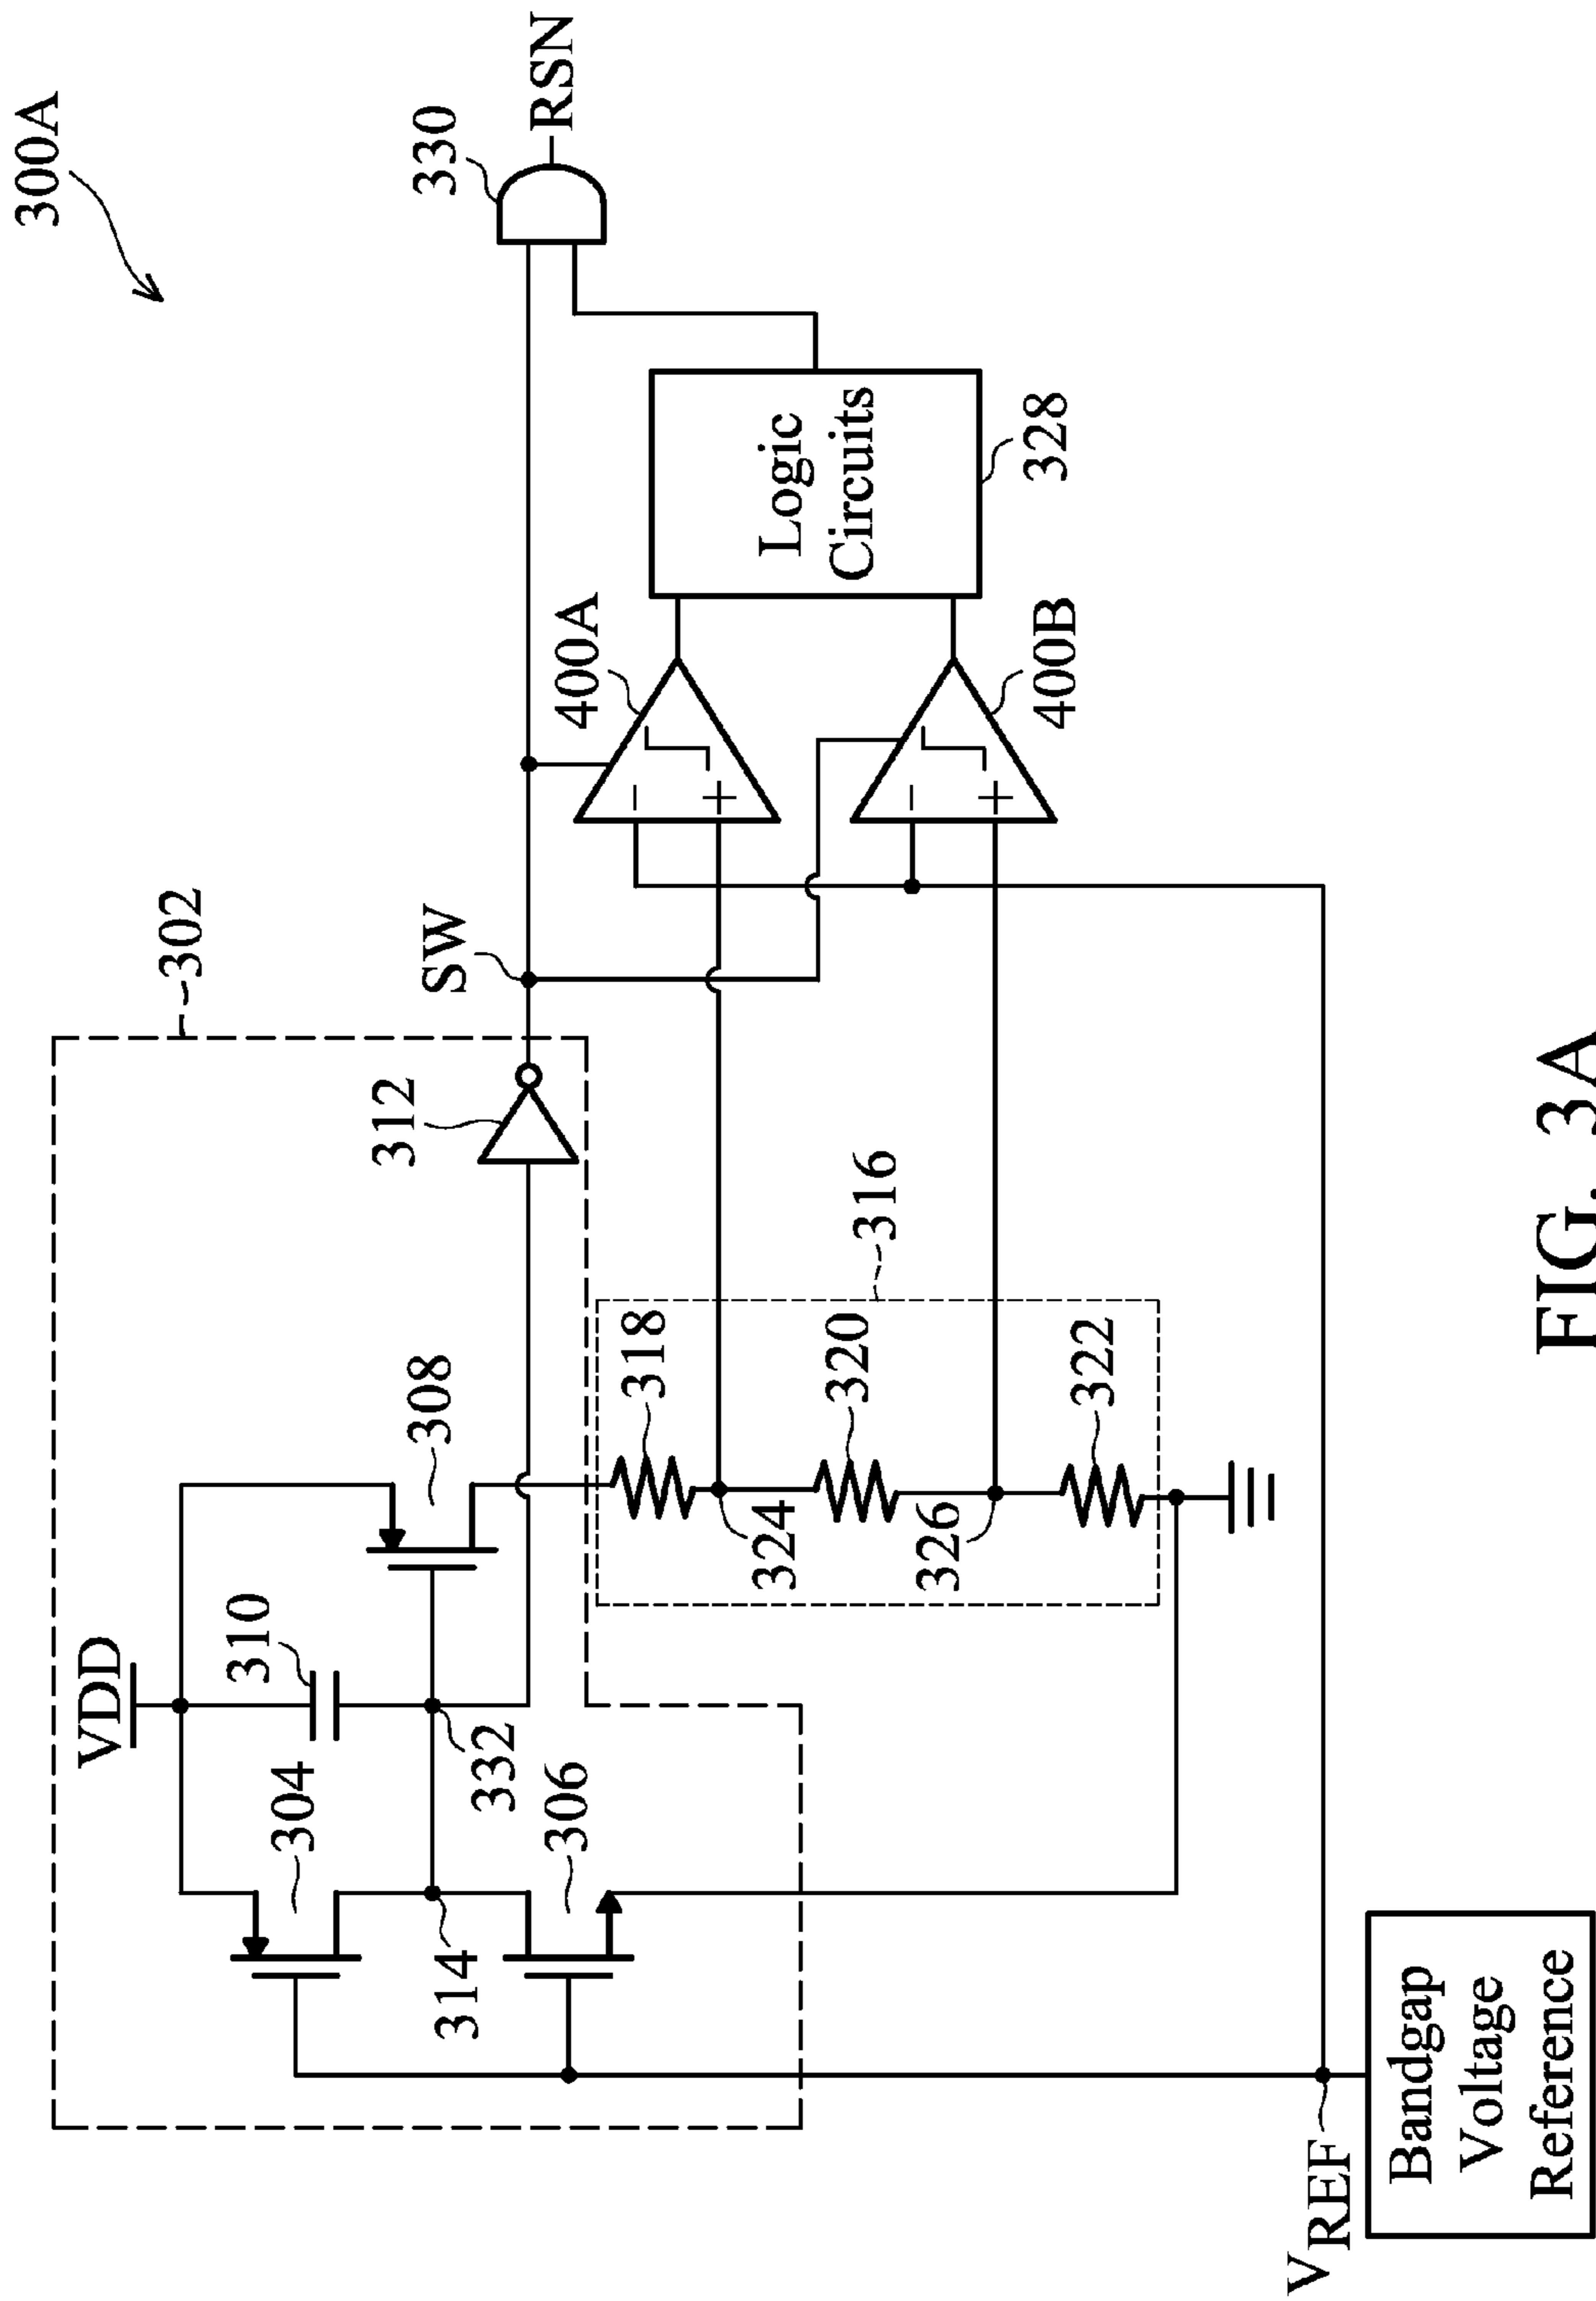 300A
VDD
302
304
310
308
312
SW
330
RSN
314
332
306
318
324
316
320
326
322
400A
400B
Logic
Circuits
328
VREF
Bandgap
Voltage
Reference
FIG. 3A